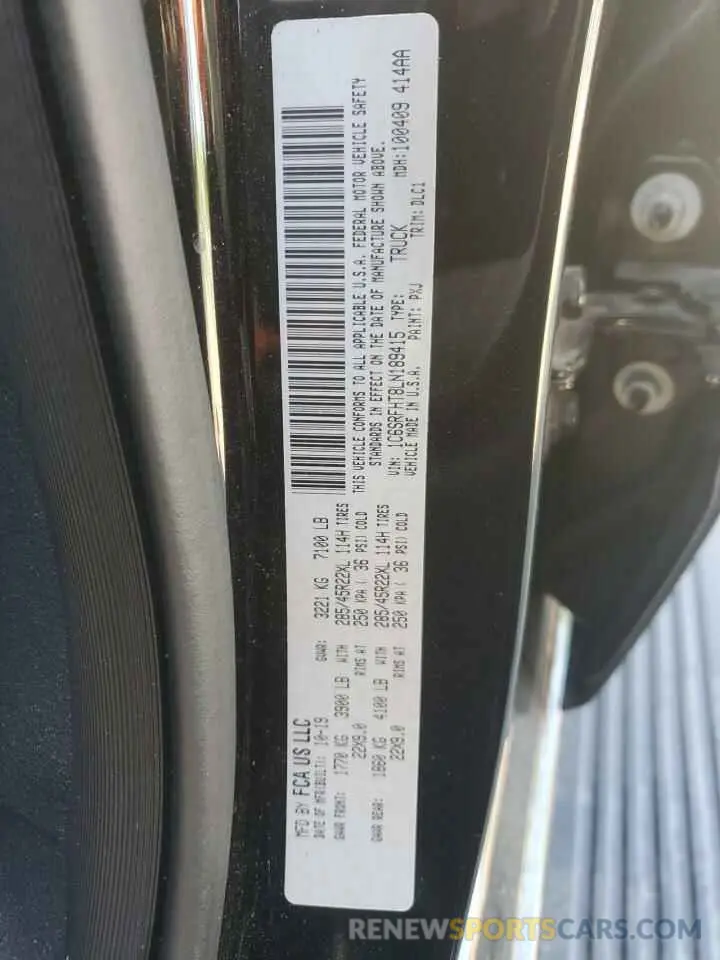 MFD BY FCA US LLC
DATE OF MFR(BUILT): 10-19 GVWR: 3221 KG 7100 LB
GAWR FRONT: 1770 KG 3900 LB WITH 285/45R22XL 114H TIRES
22X9.0 RIMS AT 250 KPA ( 36 PSI) COLD
GAWR REAR: 1860 KG 4100 LB WITH 285/45R22XL 114H TIRES
22X9.0 RIMS AT 250 KPA ( 36 PSI) COLD
THIS VEHICLE CONFORMS TO ALL APPLICABLE U.S.A. FEDERAL MOTOR VEHICLE SAFETY
STANDARDS IN EFFECT ON THE DATE OF MANUFACTURE SHOWN ABOVE.
VIN: 1C6SRFHT8LN189415 TYPE: TRUCK MDH:100409 414AA
VEHICLE MADE IN U.S.A. PAINT: PXJ TRIM: DLC1
RENEWSPORTCARS.COM